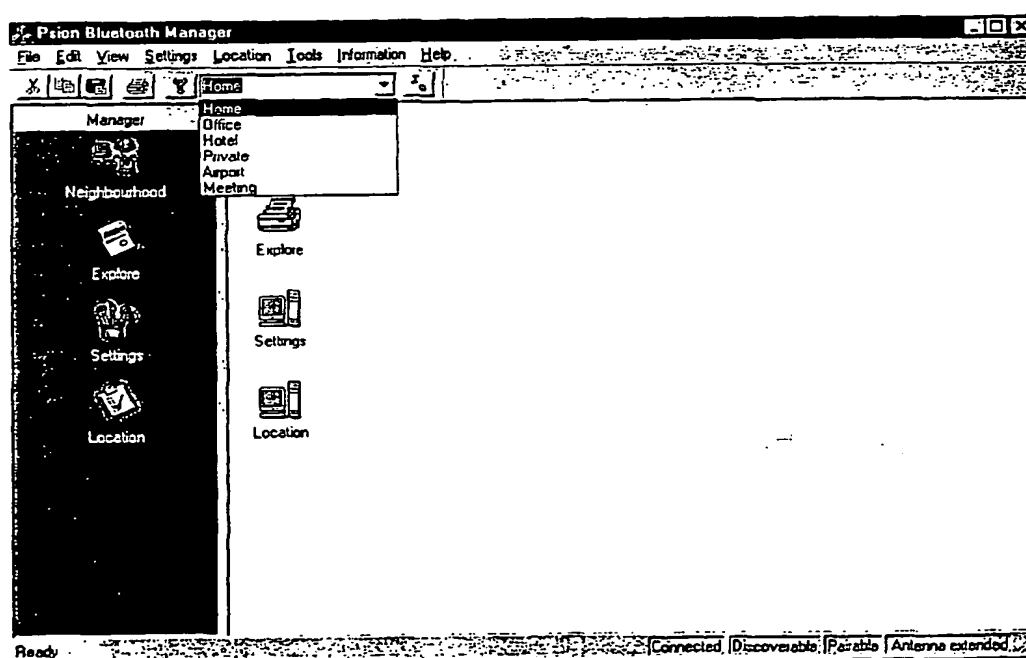 Psion Bluetooth Manager
File Edit View Settings Location Tools Information Help
Home
Home
Office
Hotel
Private
Airport
Meeting
Manager
Neighbourhood
Explore
Settings
Location
Explore
Settings
Location
Ready
Connected Discoverable Pairable Antenna extended